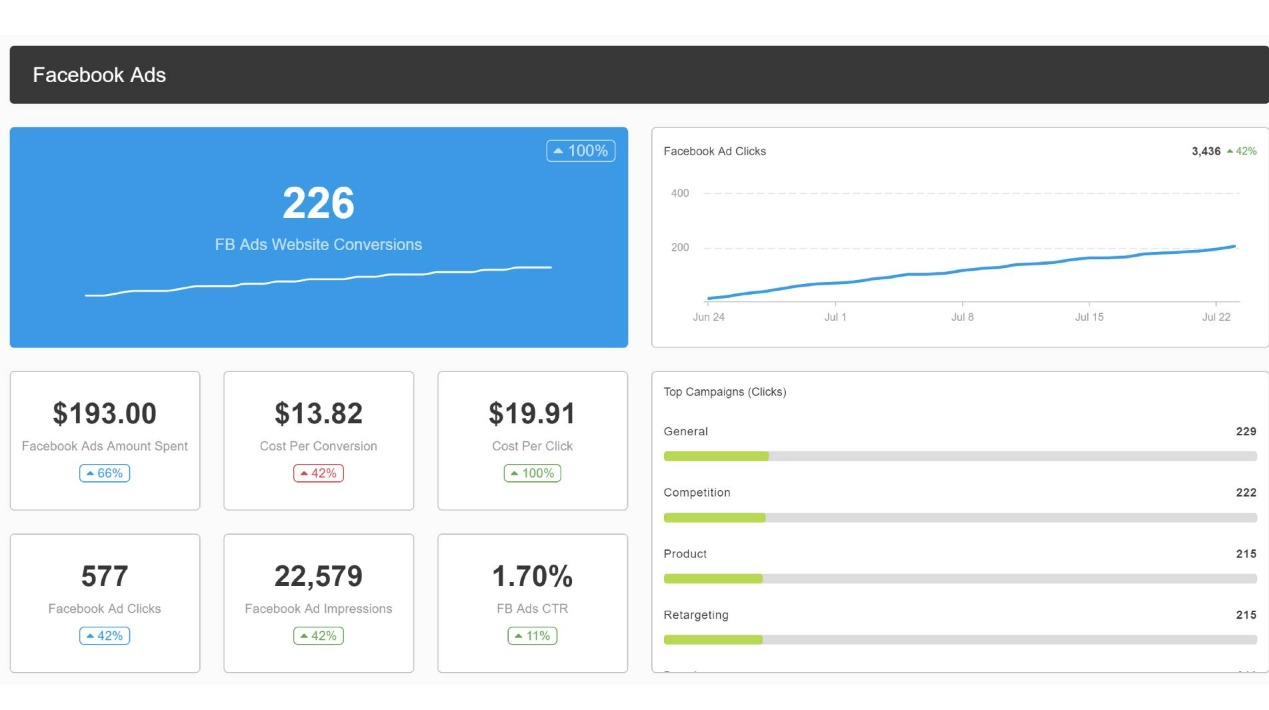 Facebook Ads
100%
226
FB Ads Website Conversions
Facebook Ad Clicks
3,436 42%
400
200
Jun 24 Jul 1 Jul 8 Jul 15 Jul 22
$193.00
Facebook Ads Amount Spent
66%
$13.82
Cost Per Conversion
42%
$19.91
Cost Per Click
100%
577
Facebook Ad Clicks
42%
22,579
Facebook Ad Impressions
42%
1.70%
FB Ads CTR
11%
Top Campaigns (Clicks)
General 229
Competition 222
Product 215
Retargeting 215